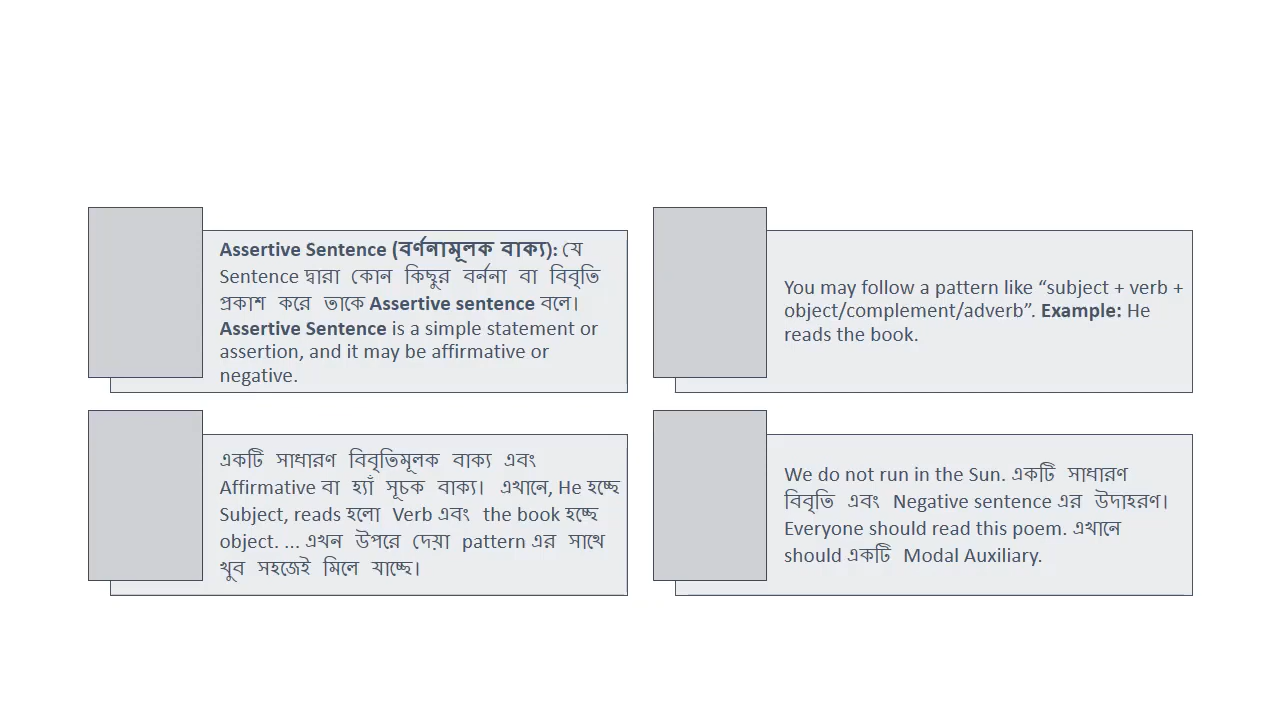 Assertive Sentence (বর্ণনামূলক বাক্য): যে
Sentence দ্বারা কোন কিছুর বর্ননা বা বিবৃতি
প্রকাশ করে তাকে Assertive sentence বলে।
Assertive Sentence is a simple statement or
assertion, and it may be affirmative or
negative.
You may follow a pattern like “subject + verb +
object/complement/adverb”. Example: He
reads the book.
একটি সাধারণ বিবৃতিমূলক বাক্য এবং
Affirmative বা হ্যাঁ সূচক বাক্য। এখানে, He হচ্ছে
Subject, reads হলো Verb এবং the book হচ্ছে
object. ... এখন উপরে দেয়া pattern এর সাথে
খুব সহজেই মিলে যাচ্ছে।
We do not run in the Sun. একটি সাধারণ
বিবৃতি এবং Negative sentence এর উদাহরণ।
Everyone should read this poem. এখানে
should একটি Modal Auxiliary.